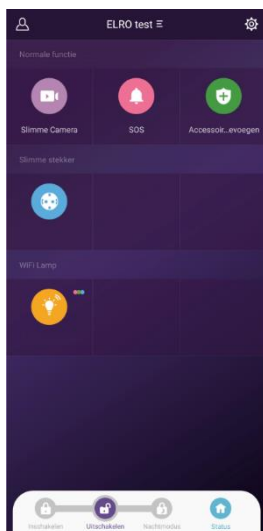 ELRO test
Normale functie
Slimme Camera
SOS
Accessoir...evoegen
Slimme stekker
WiFi Lamp
Inschakelen
Uitschakelen
Nachtmodus
Status